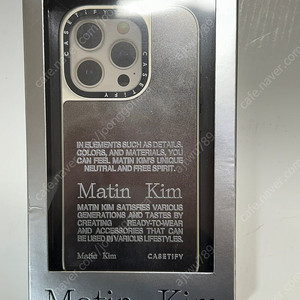 CASETIFY
IN ELEMENTS SUCH AS DETAILS,
COLORS, AND MATERIALS, YOU
CAN FEEL MATIN KIM'S UNIQUE
NEUTRAL AND FREE SPIRIT.
Matin Kim
MATIN KIM SATISFIES VARIOUS
GENERATIONS AND TASTES BY
CREATING READY-TO-WEAR
AND ACCESSORIES THAT CAN
BE USED IN VARIOUS LIFESTYLES.
Matin Kim CASETIFY
Matin Kim